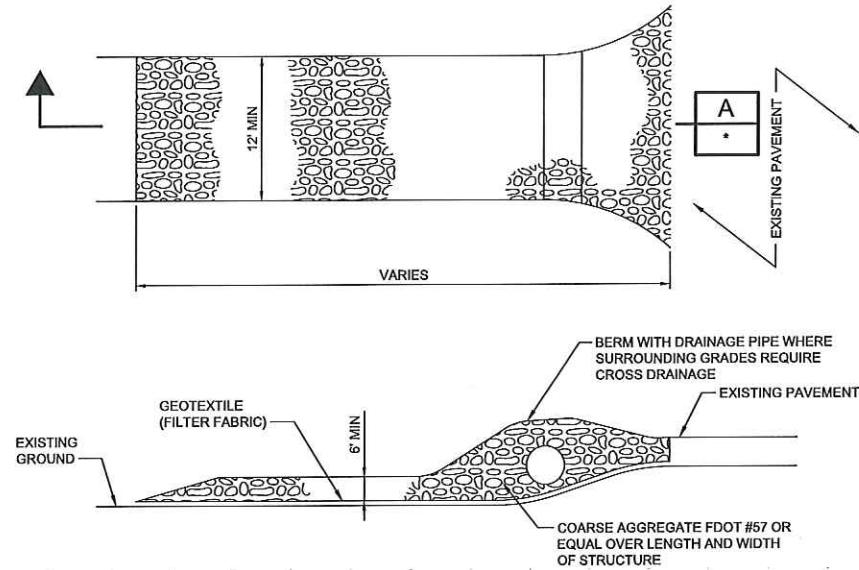 12' MIN
A
*
EXISTING PAVEMENT
VARIES
BERM WITH DRAINAGE PIPE WHERE
SURROUNDING GRADES REQUIRE
CROSS DRAINAGE
EXISTING PAVEMENT
GEOTEXTILE
(FILTER FABRIC)
6" MIN
EXISTING
GROUND
COARSE AGGREGATE FDOT #57 OR
EQUAL OVER LENGTH AND WIDTH
OF STRUCTURE